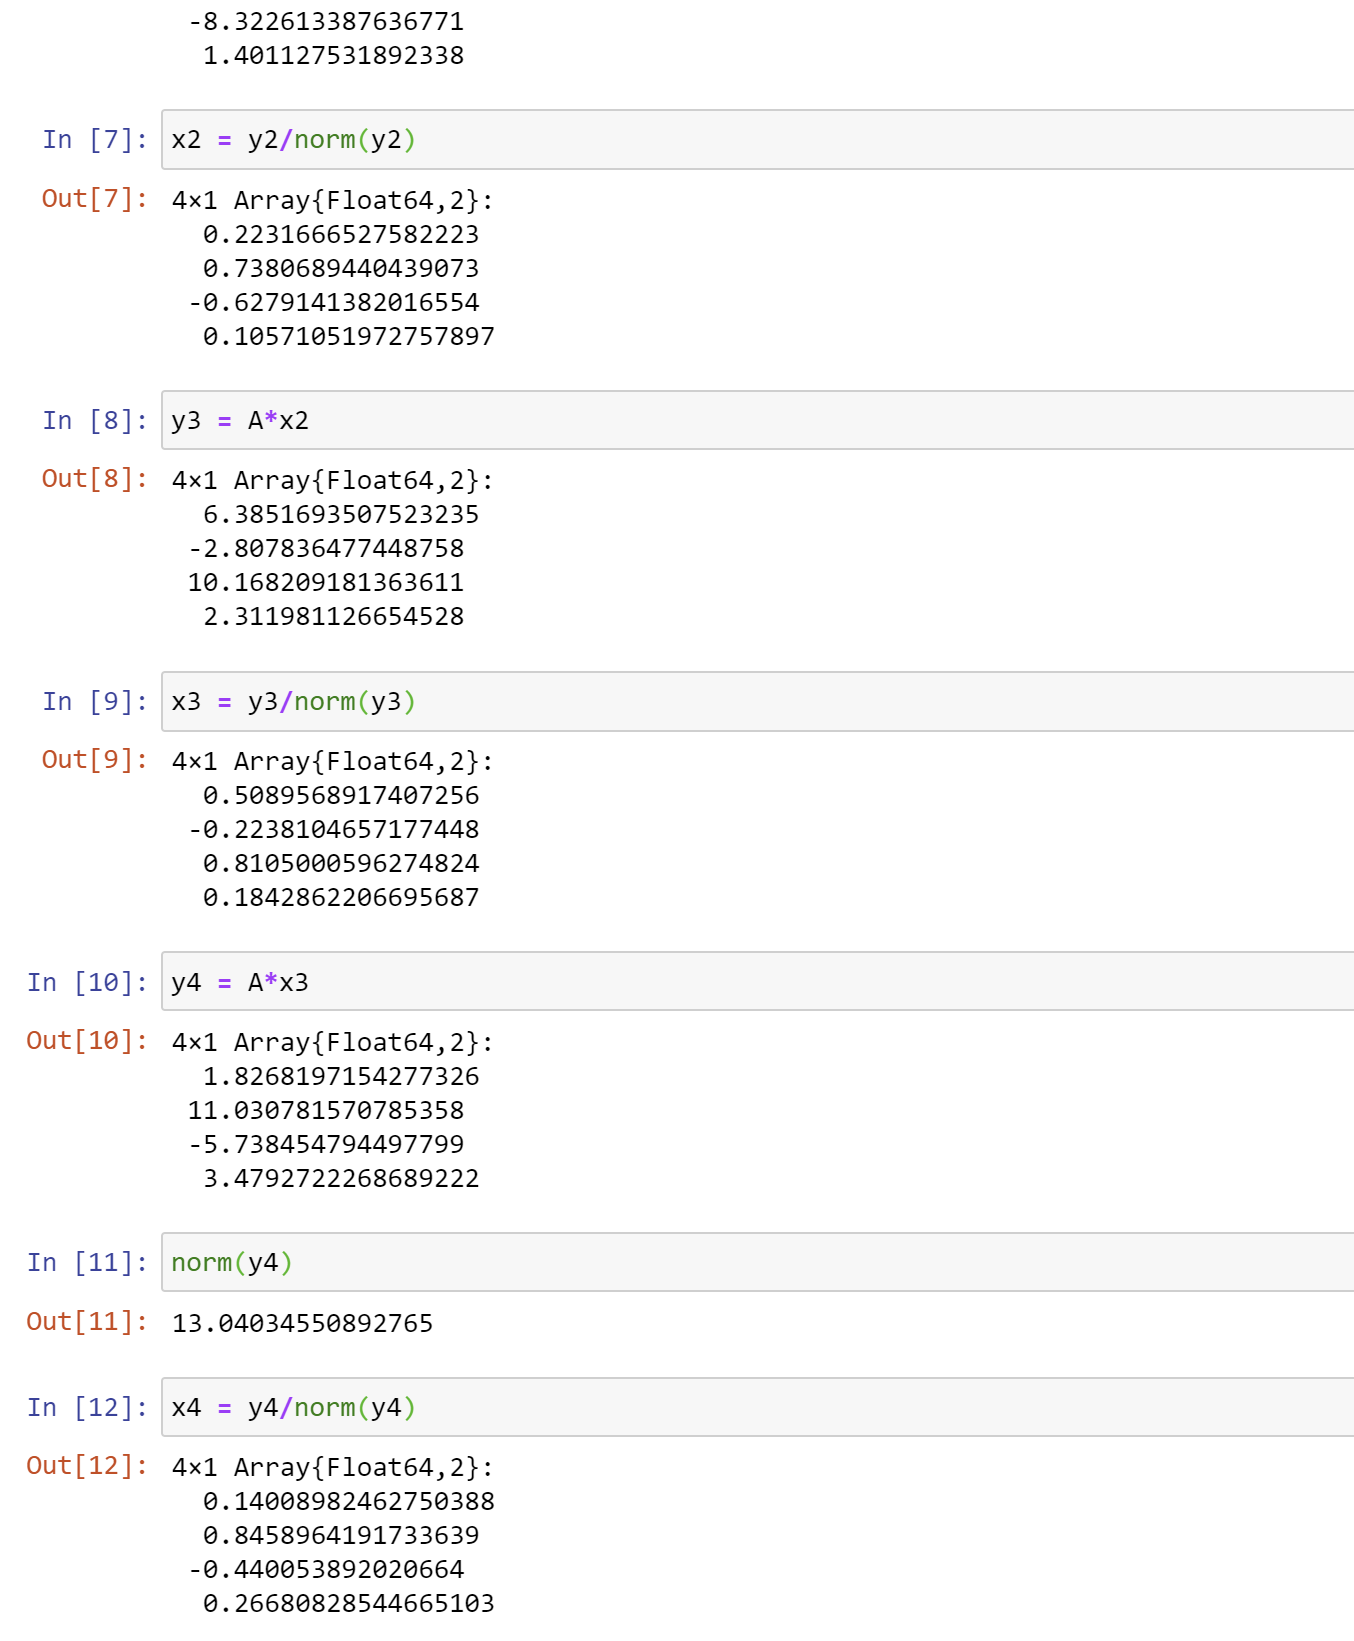 -8.322613387636771
1.401127531892338
In [7]: x2 = y2/norm(y2)
Out[7]: 4×1 Array{Float64,2}:
0.2231666527582223
0.7380689440439073
-0.6279141382016554
0.10571051972757897
In [8]: y3 = A*x2
Out[8]: 4×1 Array{Float64,2}:
6.3851693507523235
-2.807836477448758
10.168209181363611
2.311981126654528
In [9]: x3 = y3/norm(y3)
Out[9]: 4×1 Array{Float64,2}:
0.5089568917407256
-0.2238104657177448
0.8105000596274824
0.1842862206695687
In [10]: y4 = A*x3
Out[10]: 4×1 Array{Float64,2}:
1.8268197154277326
11.030781570785358
-5.738454794497799
3.4792722268689222
In [11]: norm(y4)
Out[11]: 13.04034550892765
In [12]: x4 = y4/norm(y4)
Out[12]: 4×1 Array{Float64,2}:
0.14008982462750388
0.8458964191733639
-0.440053892020664
0.26680828544665103